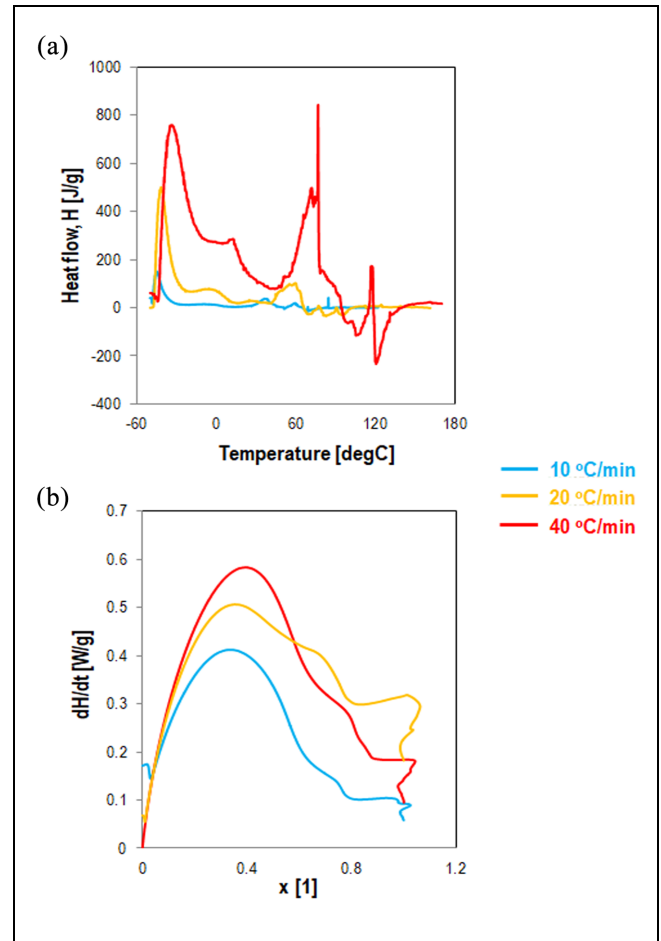 (a)
1000
800
600
400
200
0
-200
-400
Heat flow, H [J/g]
-60 0 60 120 180
Temperature [degC]
10 °C/min
20 °C/min
40 °C/min
(b)
0.7
0.6
0.5
0.4
0.3
0.2
0.1
0
dH/dt [W/g]
0 0.4 0.8 1.2
x [1]